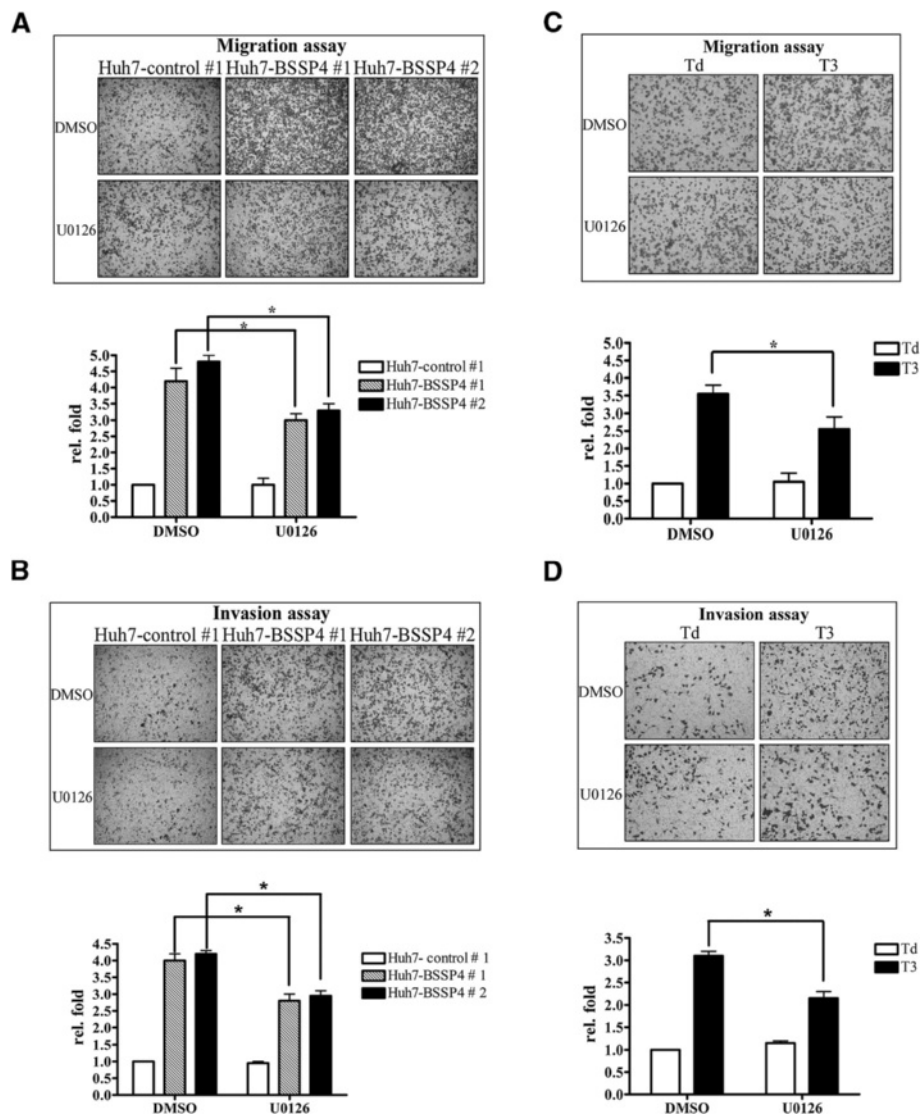 A
Migration assay
Huh7-control #1 Huh7-BSSP4 #1 Huh7-BSSP4 #2
DMSO
U0126
*
*
rel. fold
5.0
4.5
4.0
3.5
3.0
2.5
2.0
1.5
1.0
0.5
0.0
DMSO U0126
Huh7-control #1
Huh7-BSSP4 #1
Huh7-BSSP4 #2
B
Invasion assay
Huh7-control #1 Huh7-BSSP4 #1 Huh7-BSSP4 #2
DMSO
U0126
*
*
rel. fold
4.5
4.0
3.5
3.0
2.5
2.0
1.5
1.0
0.5
0.0
DMSO U0126
Huh7- control # 1
Huh7-BSSP4 # 1
Huh7-BSSP4 # 2
C
Migration assay
Td T3
DMSO
U0126
*
rel. fold
5.0
4.5
4.0
3.5
3.0
2.5
2.0
1.5
1.0
0.5
0.0
DMSO U0126
Td
T3
D
Invasion assay
Td T3
DMSO
U0126
*
rel. fold
3.5
3.0
2.5
2.0
1.5
1.0
0.5
0.0
DMSO U0126
Td
T3